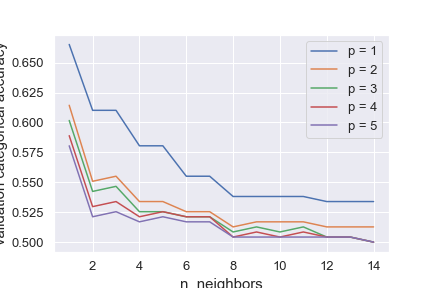 validation categorical accuracy
0.650
0.625
0.600
0.575
0.550
0.525
0.500
p = 1
p = 2
p = 3
p = 4
p = 5
2 4 6 8 10 12 14
n_neighbors